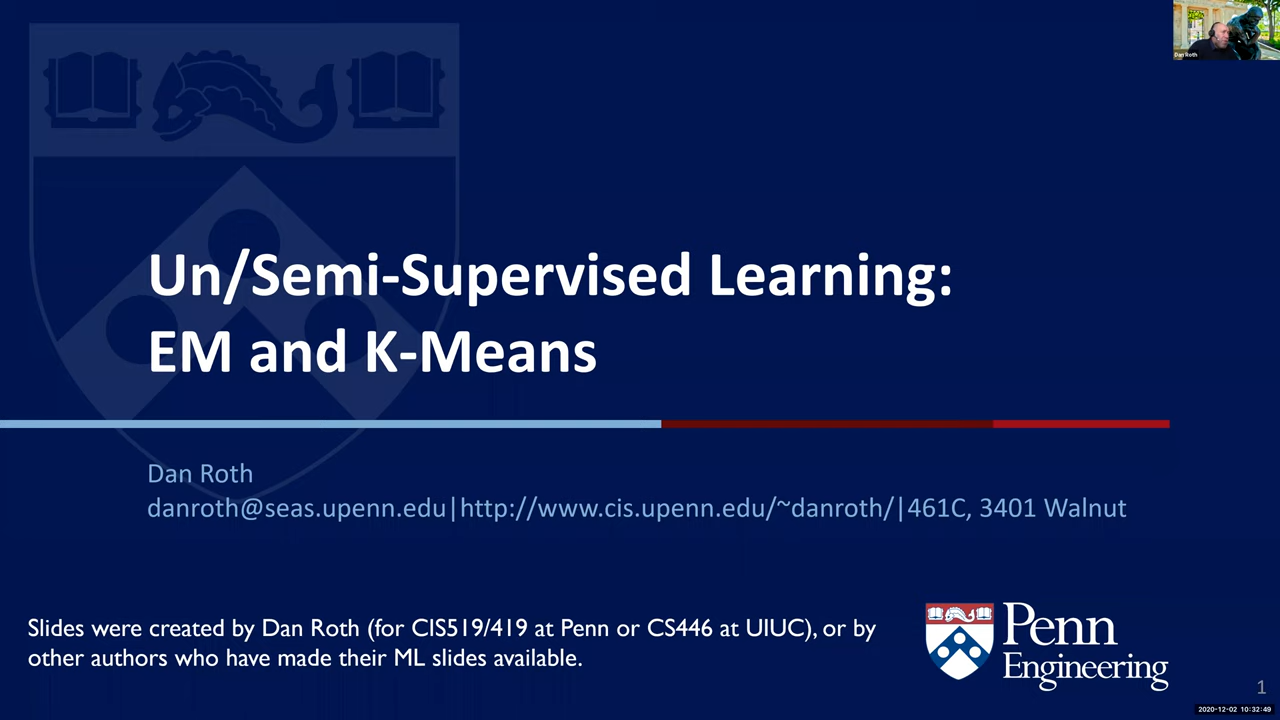 Dan Roth
Un/Semi-Supervised Learning:
EM and K-Means
Dan Roth
danroth@seas.upenn.edu|http://www.cis.upenn.edu/~danroth/|461C, 3401 Walnut
Slides were created by Dan Roth (for CIS519/419 at Penn or CS446 at UIUC), or by
other authors who have made their ML slides available.
Penn
Engineering
1
2020-12-02 10:32:49